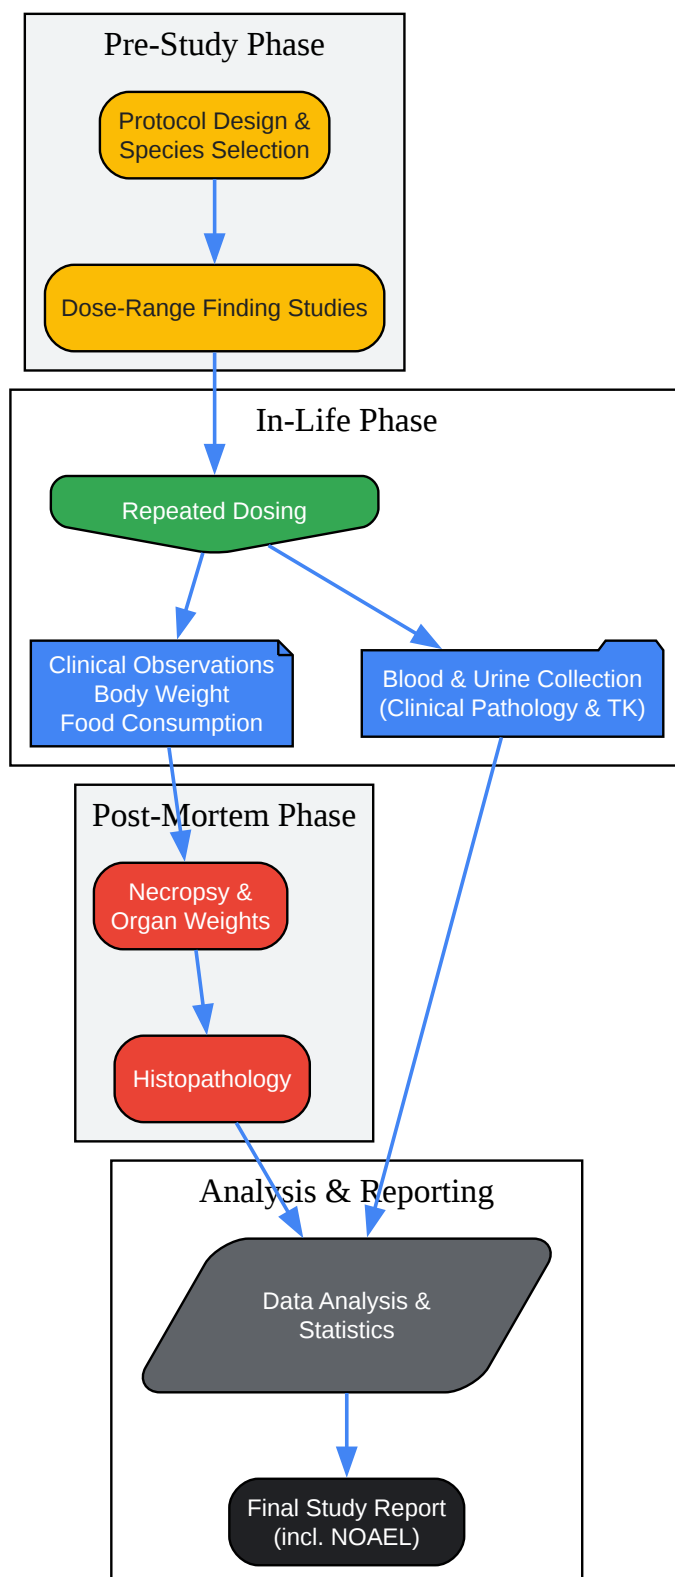 Pre-Study Phase
Protocol Design &
Species Selection
Dose-Range Finding Studies
In-Life Phase
Repeated Dosing
Clinical Observations
Body Weight
Food Consumption
Blood & Urine Collection
(Clinical Pathology & TK)
Post-Mortem Phase
Necropsy &
Organ Weights
Histopathology
Analysis & Reporting
Data Analysis &
Statistics
Final Study Report
(incl. NOAEL)